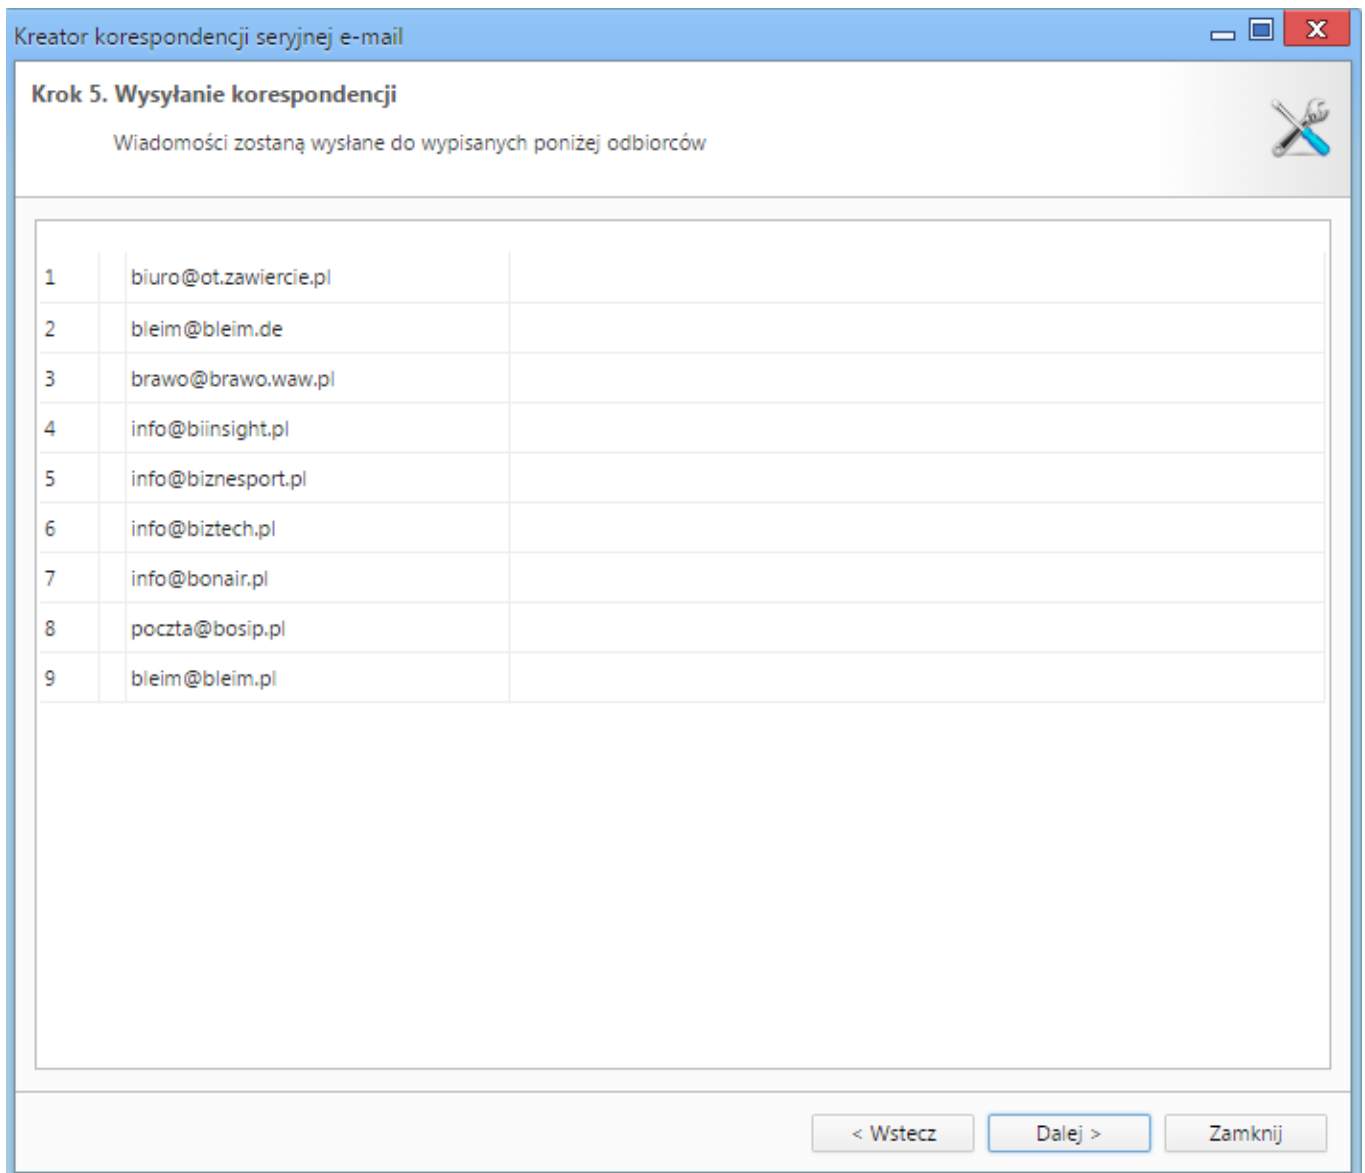 Kreator korespondencji seryjnej e-mail
Krok 5. Wysyłanie korespondencji
Wiadomości zostaną wysłane do wypisanych poniżej odbiorców
1 biuro@ot.zawiercie.pl
2 bleim@bleim.de
3 brawo@brawo.waw.pl
4 info@biinsight.pl
5 info@biznesport.pl
6 info@biztech.pl
7 info@bonair.pl
8 poczta@bosip.pl
9 bleim@bleim.pl
< Wstecz Dalej > Zamknij